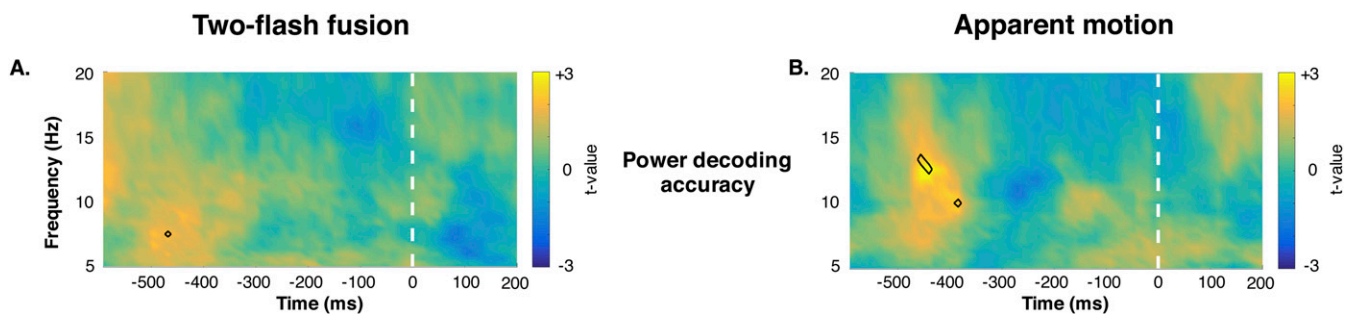 Two-flash fusion
Apparent motion
A.
20
15
10
5
Frequency (Hz)
-500 -400 -300 -200 -100 0 100 200
Time (ms)
+3
0
-3
t-value
Power decoding
accuracy
B.
20
15
10
5
-500 -400 -300 -200 -100 0 100 200
Time (ms)
+3
0
-3
t-value